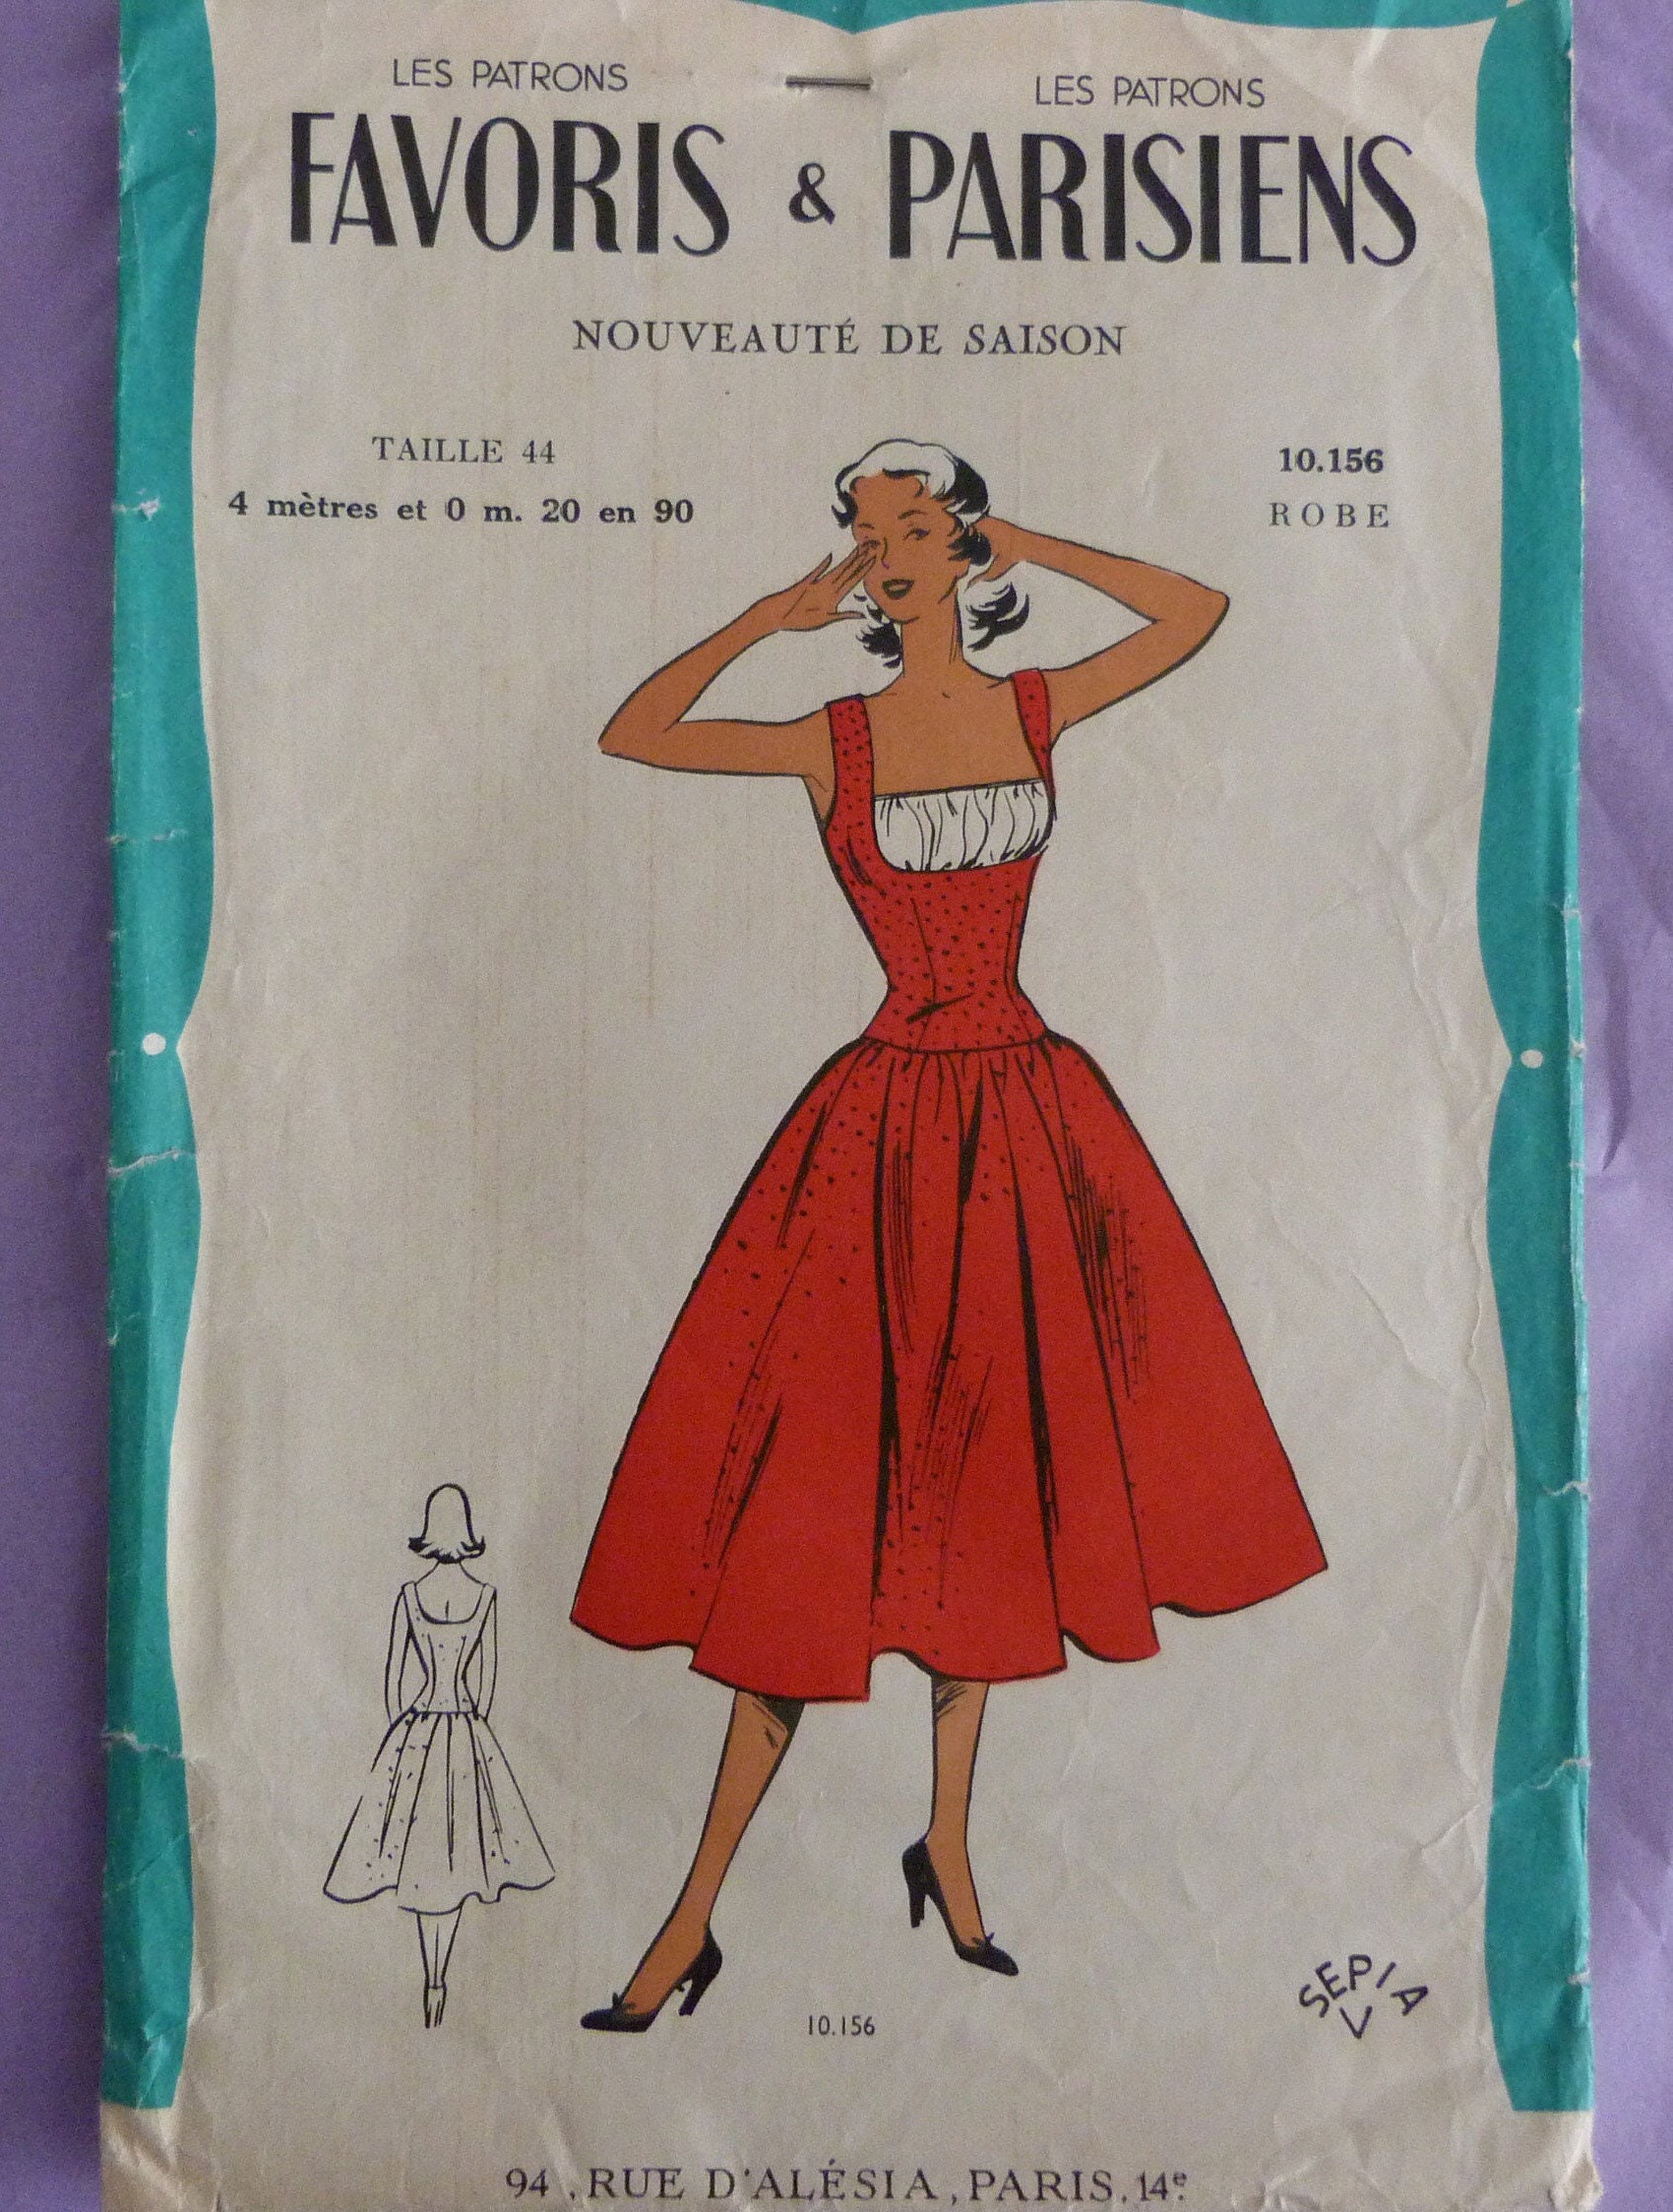 LES PATRONS
FAVORIS & 
LES PATRONS
PARISIENS
NOUVEAUTÉ DE SAISON
TAILLE 44
4 mètres et 0 m. 20 en 90
10.156
ROBE
10.156
SEPIA
V
94, RUE D'ALÉSIA, PARIS.14e.